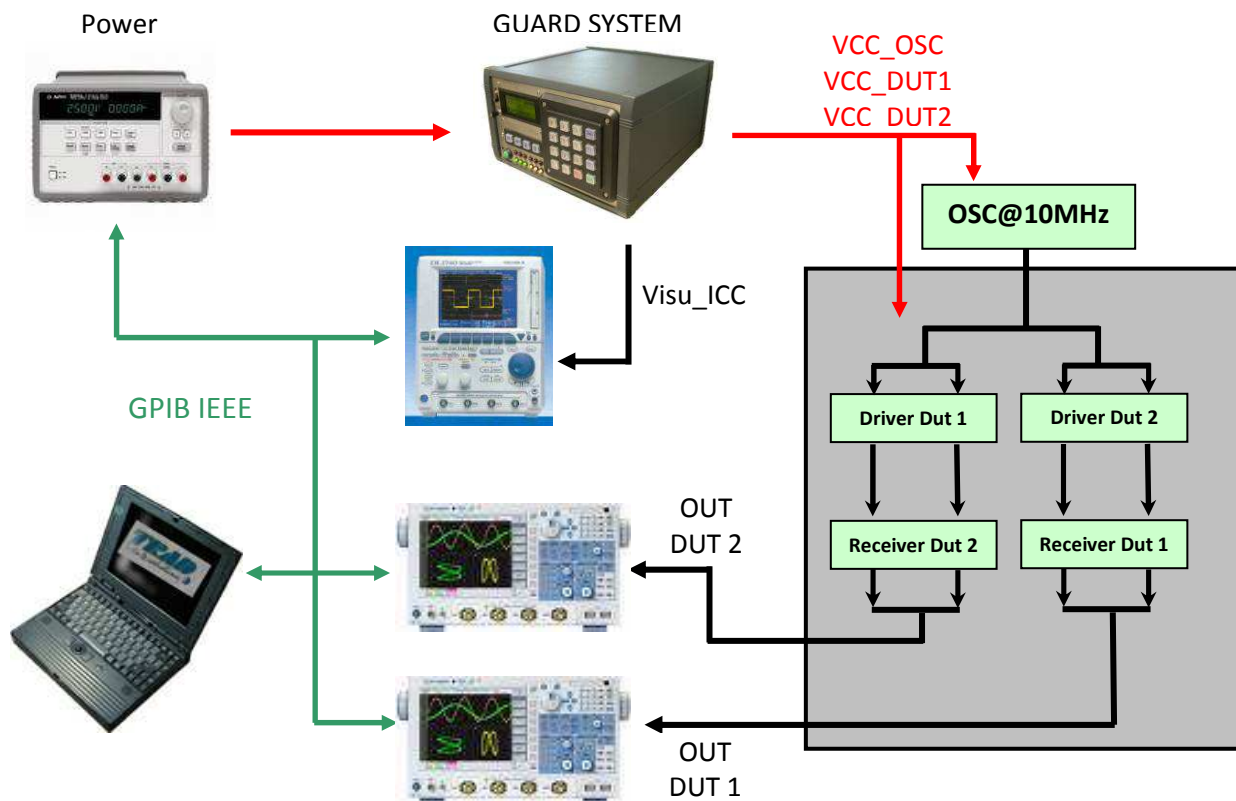 Power
GUARD SYSTEM
VCC_OSC
VCC_DUT1
VCC_DUT2
OSC@10MHz
Visu_ICC
GPIB IEEE
Driver Dut 1
Driver Dut 2
OUT
DUT 2
Receiver Dut 2
Receiver Dut 1
OUT
DUT 1